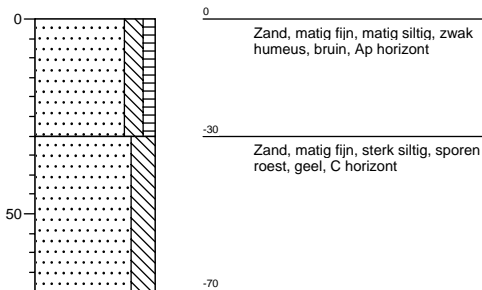 0
0
Zand, matig fijn, matig siltig, zwak
humeus, bruin, Ap horizont
-30
Zand, matig fijn, sterk siltig, sporen
roest, geel, C horizont
50
-70